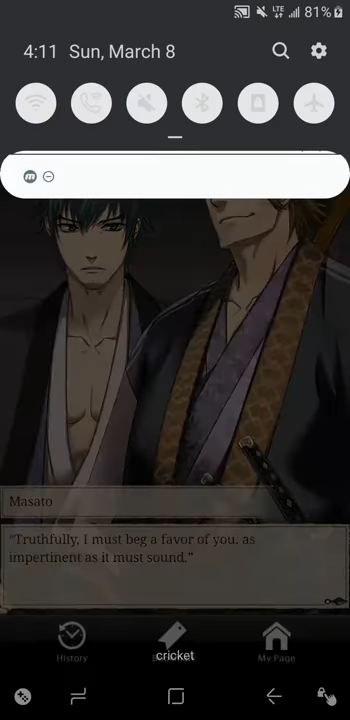 LTE 81%
4:11 Sun, March 8
m
Masato
"Truthfully, I must beg a favor of you. as
impertinent as it must sound."
History My Page
cricket